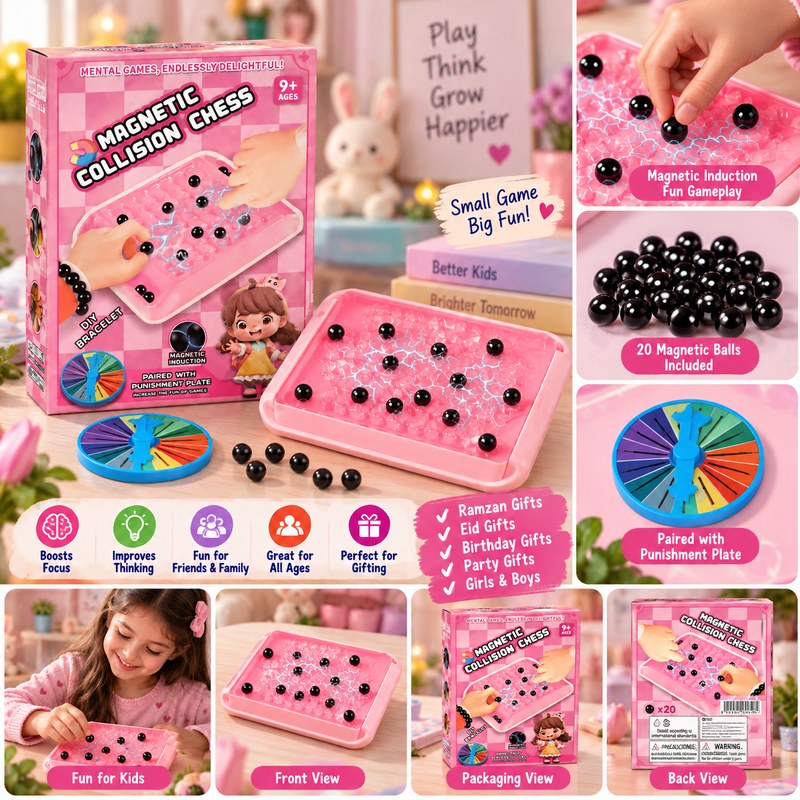 MENTAL GAMES, ENDLESSLY DELIGHTFUL!
9+
AGES
MAGNETIC
COLLISION CHESS
DIY
BRACELET
MAGNETIC
INDUCTION
PAIRED WITH
PUNISHMENT PLATE
INCREASE THE FUN OF GAMES
Play
Think
Grow
Happier
Small Game
Big Fun!
Better Kids
Brighter Tomorrow
Magnetic Induction
Fun Gameplay
20 Magnetic Balls
Included
Paired with
Punishment Plate
Boosts
Focus
Improves
Thinking
Fun for
Friends & Family
Great for
All Ages
Perfect for
Gifting
Ramzan Gifts
Eid Gifts
Birthday Gifts
Party Gifts
Girls & Boys
Fun for Kids
Front View
MENTAL GAMES, ENDLESSLY DELIGHTFUL!
9+
AGES
MAGNETIC
COLLISION CHESS
Packaging View
MAGNETIC
COLLISION CHESS
x20
WARNING.
Back View